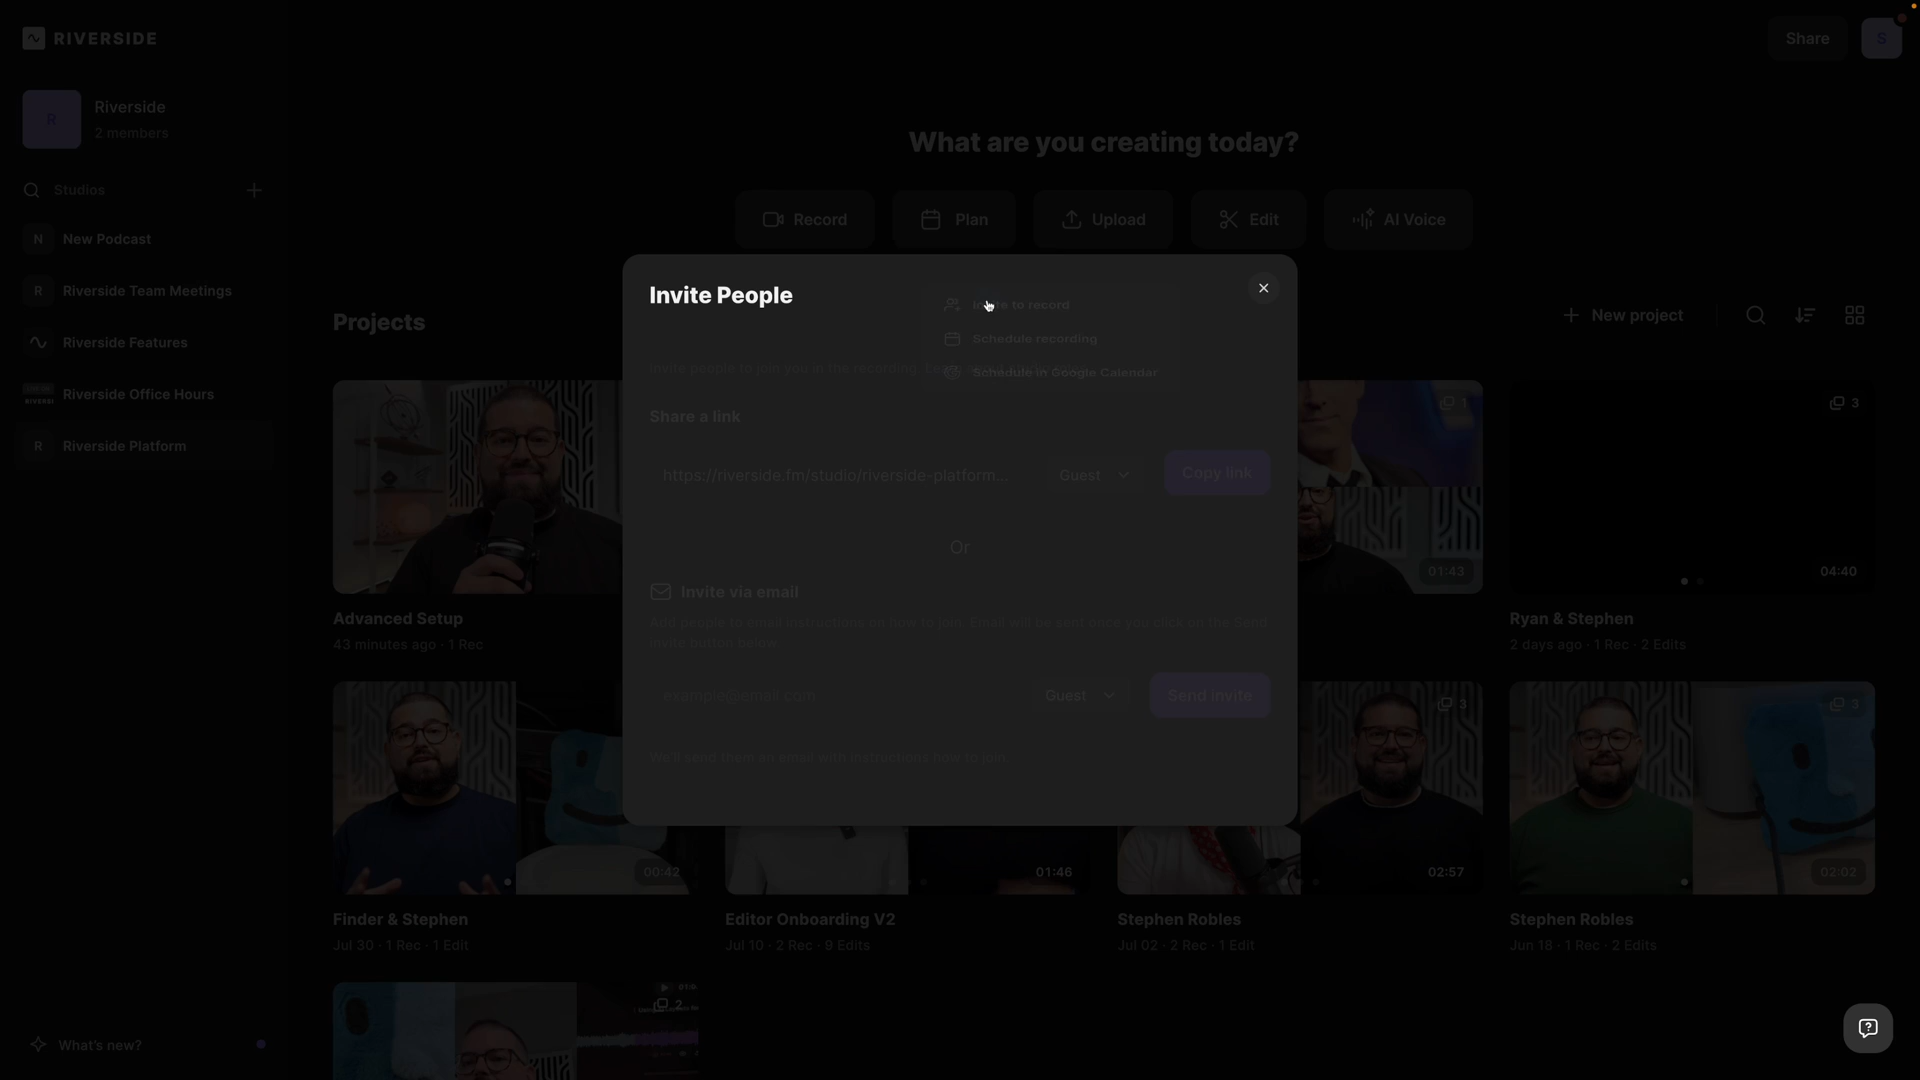 RIVERSIDE
Share
S
R
Riverside
2 members
What are you creating today?
Studios
Record
Plan
Upload
Edit
AI Voice
N
New Podcast
R
Riverside Team Meetings
Riverside Features
Riverside Office Hours
R
Riverside Platform
Projects
New project
Invite People
Invite to record
Schedule recording
Schedule in Google Calendar
Invite people to join you in the recording.
Share a link
https://riverside.fm/studio/riverside-platform...
Guest
Copy link
Or
Invite via email
Add people to email instructions on how to join. Email will be sent once you click on the Send
invite button below.
example@email.com
Guest
Send invite
We'll send them an email with instructions how to join
1
01:43
3
04:40
Advanced Setup
43 minutes ago · 1 Rec
Ryan & Stephen
2 days ago · 1 Rec · 2 Edits
3
3
00:42
01:46
02:57
02:02
Finder & Stephen
Jul 30 · 1 Rec · 1 Edit
Editor Onboarding V2
Jul 10 · 2 Rec · 9 Edits
Stephen Robles
Jul 02 · 2 Rec · 1 Edit
Stephen Robles
Jun 18 · 1 Rec · 2 Edits
2
What's new?